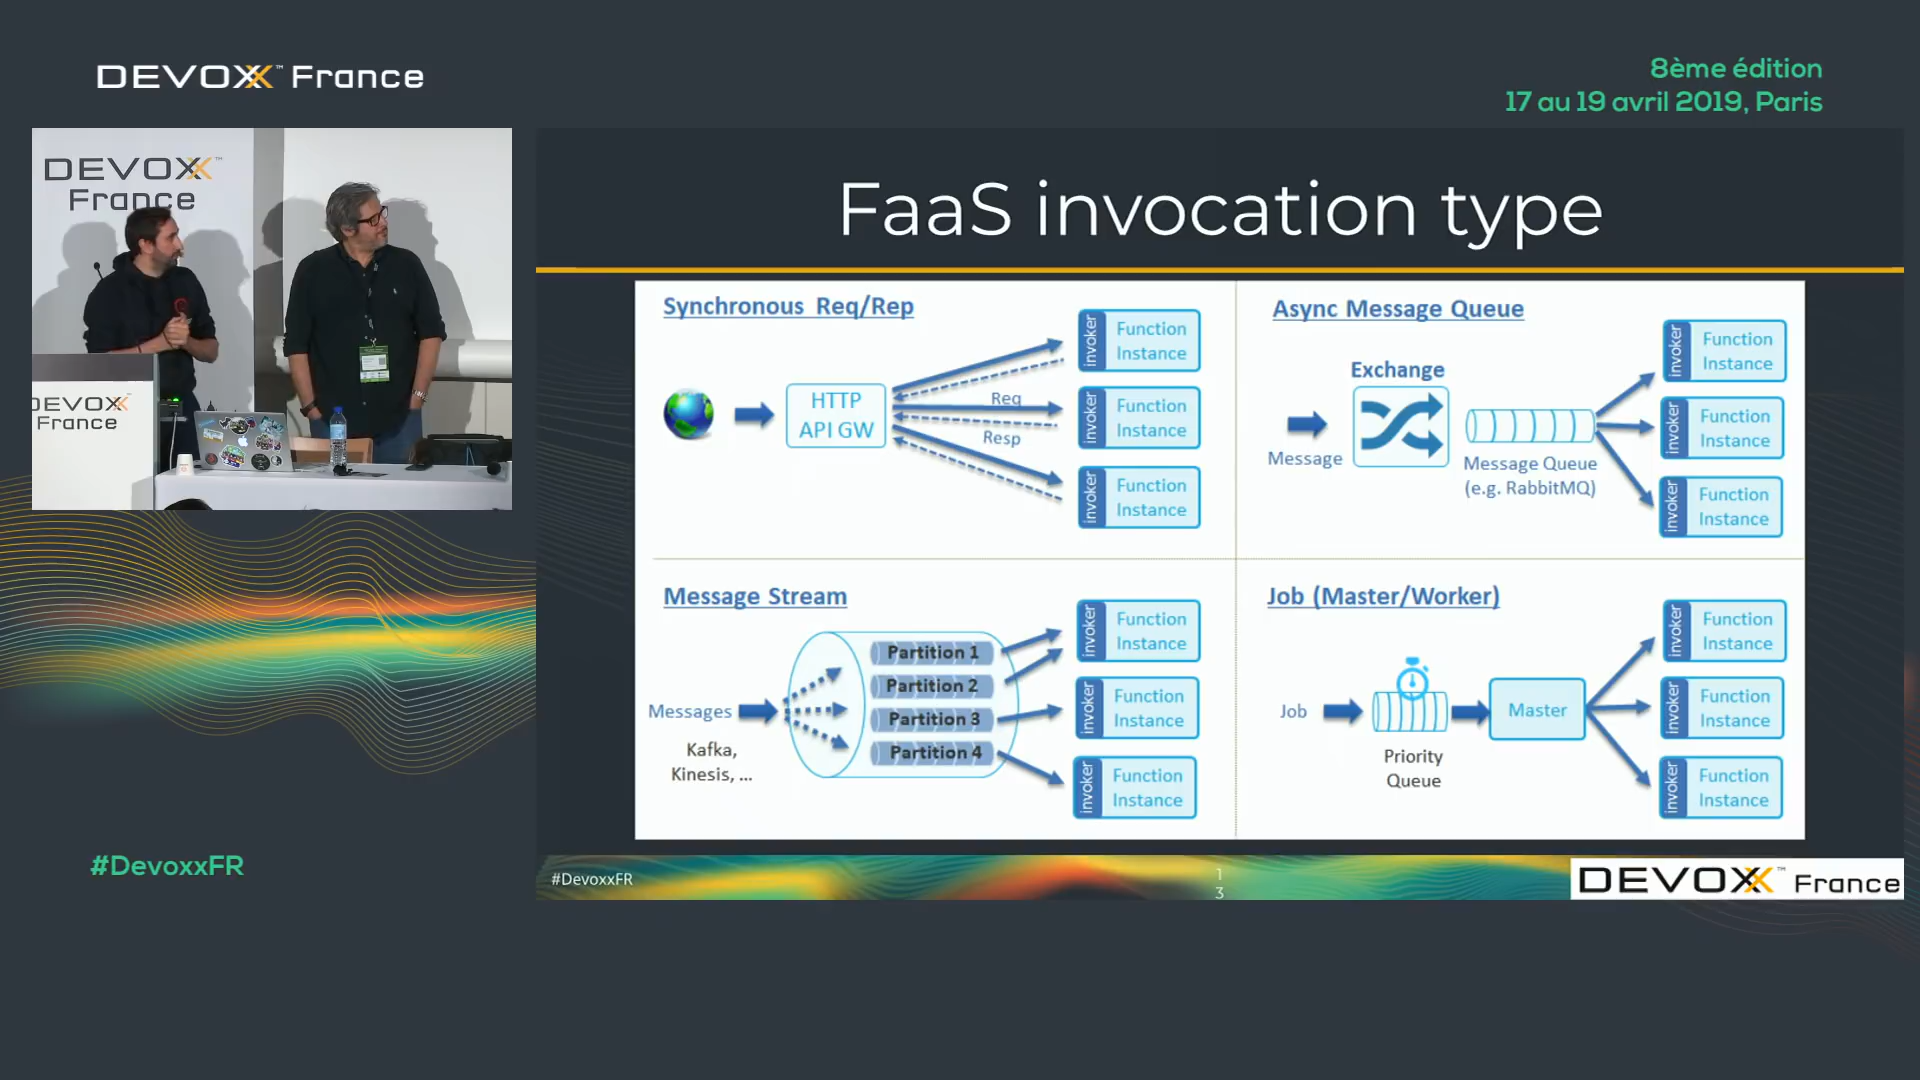 DEVOXX™ France
8ème édition
17 au 19 avril 2019, Paris
DEVOXX™
France
DEVOXX
France
FaaS invocation type
Synchronous Req/Rep
HTTP
API GW
Req
Resp
invoker
Function
Instance
invoker
Function
Instance
invoker
Function
Instance
Async Message Queue
Exchange
Message
Message Queue
(e.g. RabbitMQ)
invoker
Function
Instance
invoker
Function
Instance
invoker
Function
Instance
Message Stream
Messages
Kafka,
Kinesis, ...
Partition 1
Partition 2
Partition 3
Partition 4
invoker
Function
Instance
invoker
Function
Instance
invoker
Function
Instance
Job (Master/Worker)
Job
Priority
Queue
Master
invoker
Function
Instance
invoker
Function
Instance
invoker
Function
Instance
#DevoxxFR
#DevoxxFR
1
3
DEVOXX™ France